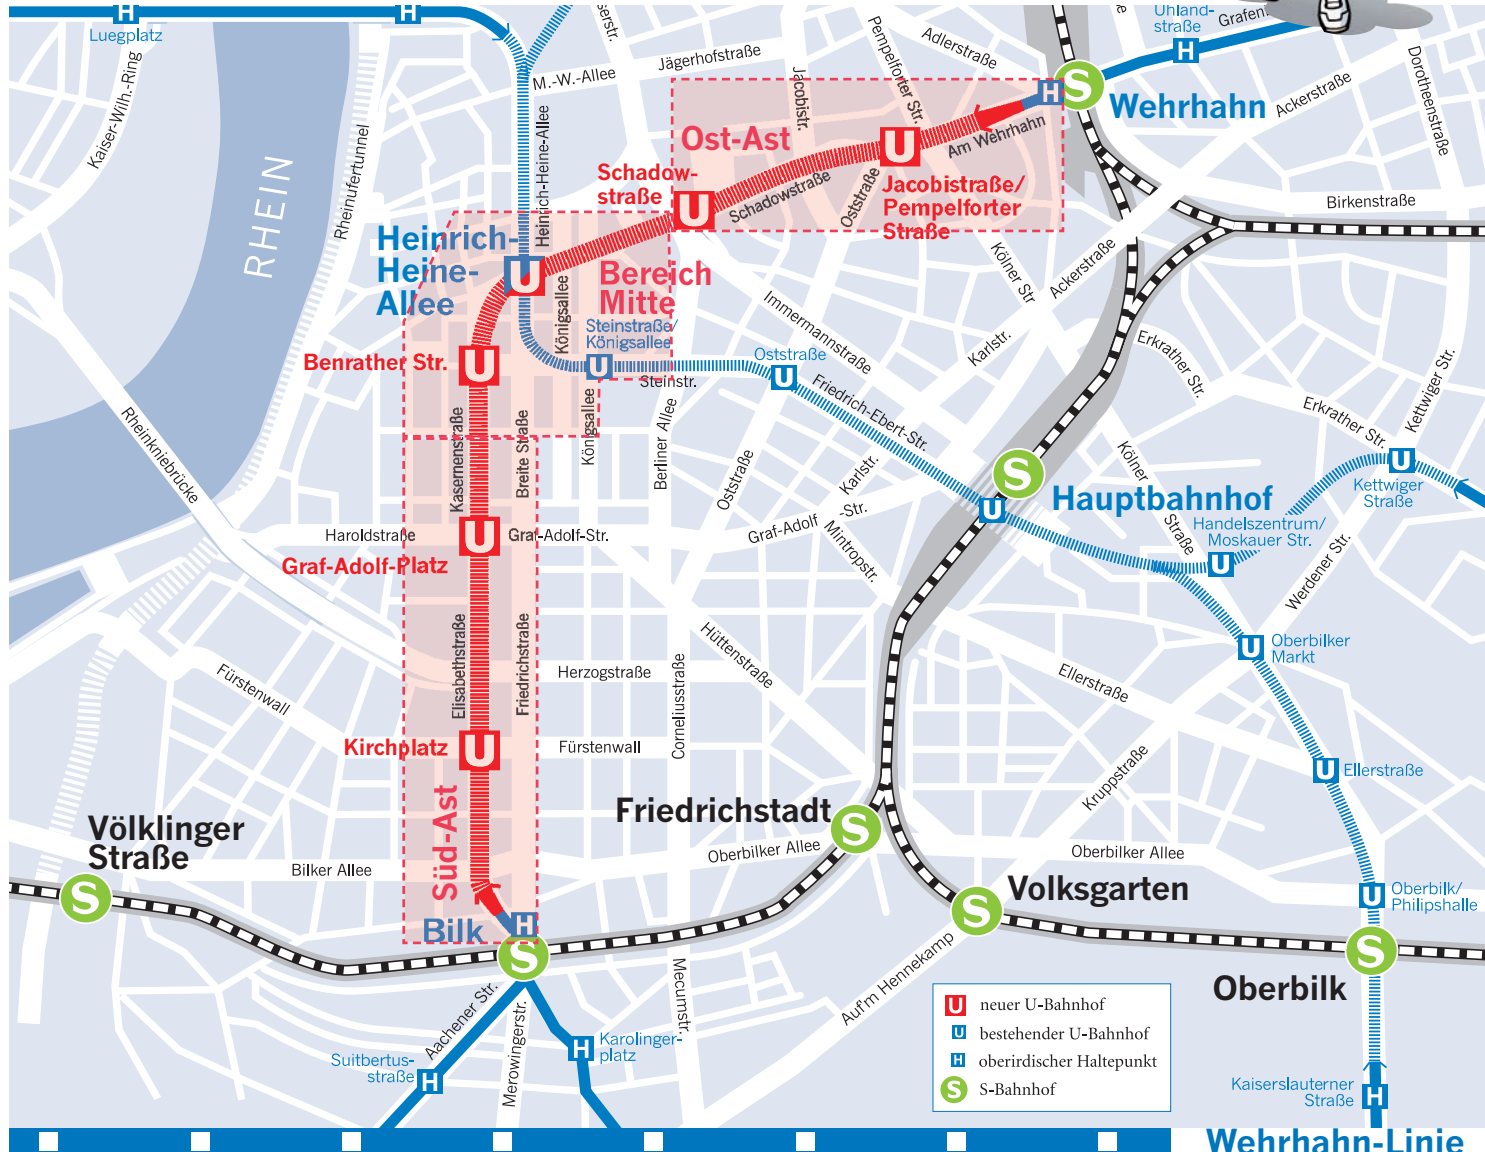 H
H
Luegplatz
Kaiser-Wilh.-Ring
RHEIN
Rheinufertunnel
M.-W.-Allee
Jägerhofstraße
Heinrich-Heine-Allee
Jacobistr.
Pempelforter Str.
Adlerstraße
Uhland-
straße
Grafen
H
S
H
Wehrhahn
Ackerstraße
Dorotheenstraße
Ost-Ast
U
Am Wehrhahn
Schadow-
straße
U
Schadowstraße
Oststraße
Jacobistraße/
Pempelforter
Straße
Birkenstraße
Heinrich-
Heine-
Allee
U
Bereich
Mitte
Königsallee
Steinstraße/
Königsallee
U
Steinstr.
Immermannstraße
Kölner Str
Ackerstraße
Karlstr.
Erkrather Str.
Benrather Str.
U
Oststraße
U
Friedrich-Ebert-Str.
Erkrather Str.
Kettwiger Str.
Rheinkniebrücke
Kasernenstraße
Breite Straße
Königsallee
Berliner Allee
Oststraße
Karlstr.
Kölner
Straße
S
Hauptbahnhof
U
U
Kettwiger
Straße
Haroldstraße
U
Graf-Adolf-Str.
Graf-Adolf
-Str.
Mintropstr.
Handelszentrum/
Moskauer Str.
U
Werdener Str.
Graf-Adolf-Platz
Elisabethstraße
Friedrichstraße
Herzogstraße
Hüttenstraße
Corneliusstraße
U
Oberbilker
Markt
Ellerstraße
Fürstenwall
Kirchplatz
U
Fürstenwall
Kruppstraße
U
Ellerstraße
Völklinger
Straße
S
Bilker Allee
Süd-Ast
Friedrichstadt
S
Oberbilker Allee
Oberbilker Allee
Volksgarten
S
U
Oberbilk/
Philipshalle
Bilk
H
S
S
Oberbilk
Auf'm Hennekamp
Mecumstr.
Aachener Str.
Merowingerstr.
Suitbertus-
straße
H
H
Karolinger-
platz
U neuer U-Bahnhof
U bestehender U-Bahnhof
H oberirdischer Haltepunkt
S S-Bahnhof
Kaiserslauterner
Straße
H
Wehrhahn-Linie